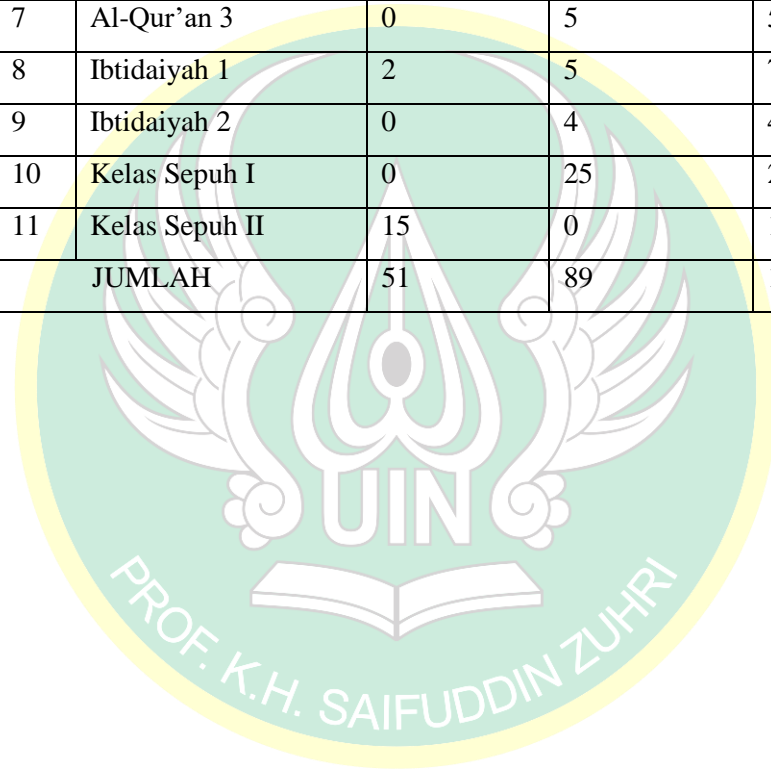 7 Al-Qur'an 3 0 5
8 Ibtidaiyah 1 2 5
9 Ibtidaiyah 2 0 4
10 Kelas Sepuh I 0 25
11 Kelas Sepuh II 15 0
JUMLAH 51 89
UIN
PROF. K.H. SAIFUDDIN ZUHRI